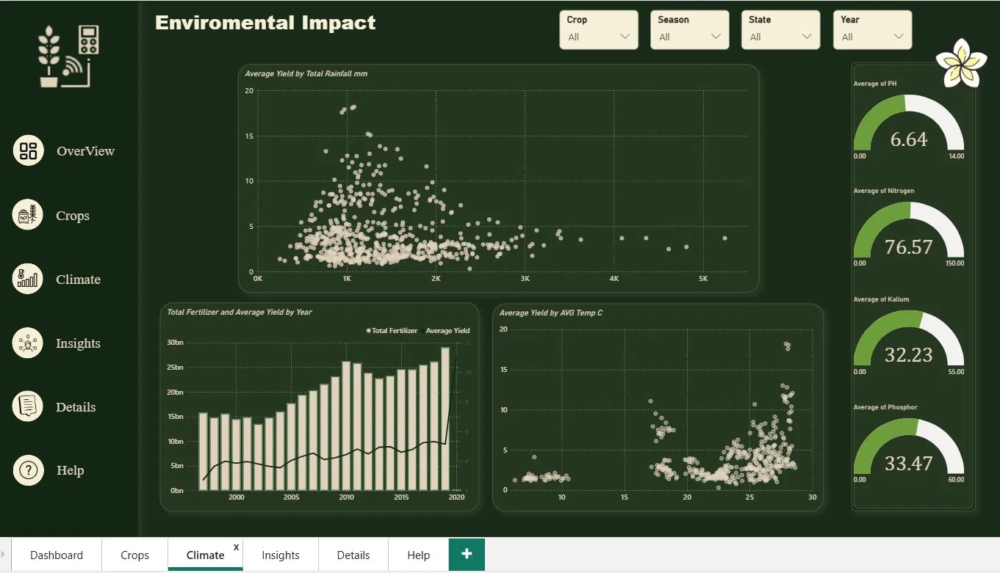 Enviromental Impact
Crop
All
Season
All
State
All
Year
All
OverView
Crops
Climate
Insights
Details
Help
Average Yield by Total Rainfall mm
20
15
10
5
0
0K 1K 2K 3K 4K 5K
Total Fertilizer and Average Yield by Year
Total Fertilizer Average Yield
30bn 12
25bn 10
20bn 8
15bn 6
10bn 4
5bn 2
0bn
2000 2005 2010 2015 2020
Average Yield by AVG Temp C
20
15
10
5
0
10 15 20 25 30
Average of PH
6.64
0.00 14.00
Average of Nitrogen
76.57
0.00 150.00
Average of Kalium
32.23
0.00 55.00
Average of Phosphor
33.47
0.00 60.00
Dashboard Crops Climate x Insights Details Help +